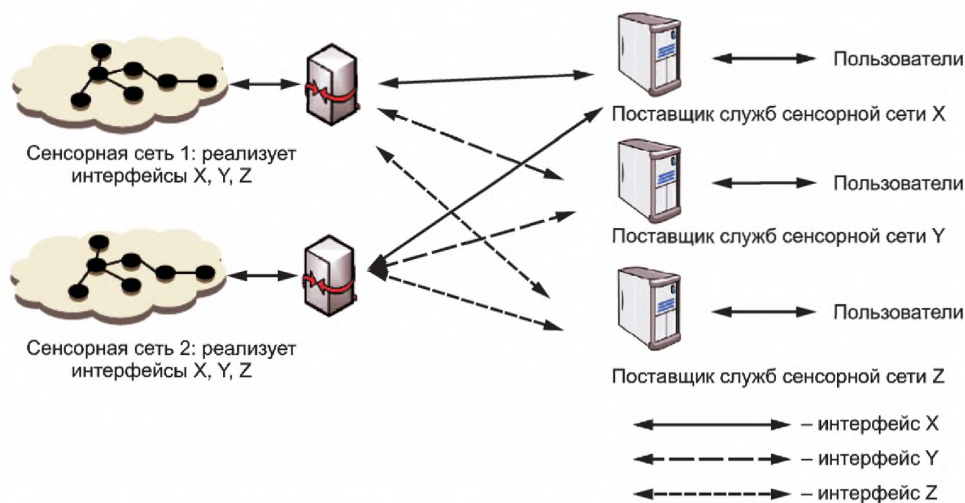 Пользователи
Поставщик служб сенсорной сети X
Сенсорная сеть 1: реализует
интерфейсы X, Y, Z
Пользователи
Поставщик служб сенсорной сети Y
Сенсорная сеть 2: реализует
интерфейсы X, Y, Z
Пользователи
Поставщик служб сенсорной сети Z
– интерфейс X
– интерфейс Y
– интерфейс Z